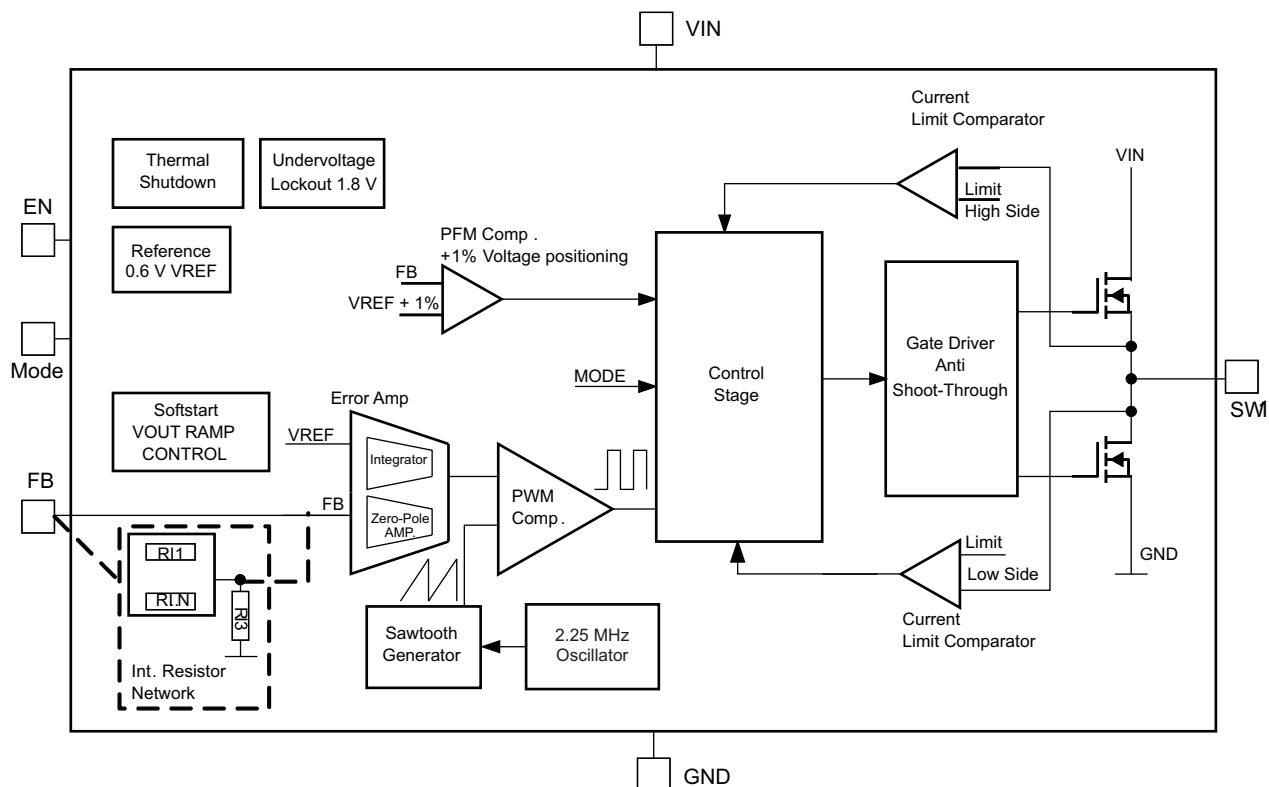 VIN
Current
Limit Comparator
Thermal
Shutdown
Undervoltage
Lockout 1.8 V
VIN
Limit
High Side
EN
Reference
0.6 V VREF
PFM Comp .
+1% Voltage positioning
FB
VREF + 1%
Mode
MODE
Control
Stage
Gate Driver
Anti
Shoot-Through
SW1
Softstart
VOUT RAMP
CONTROL
Error Amp
VREF
Integrator
FB
FB
Zero-Pole
AMP.
PWM
Comp .
Limit
Low Side
GND
Current
Limit Comparator
RI1
RI..N
RI3
Int. Resistor
Network
Sawtooth
Generator
2.25 MHz
Oscillator
GND